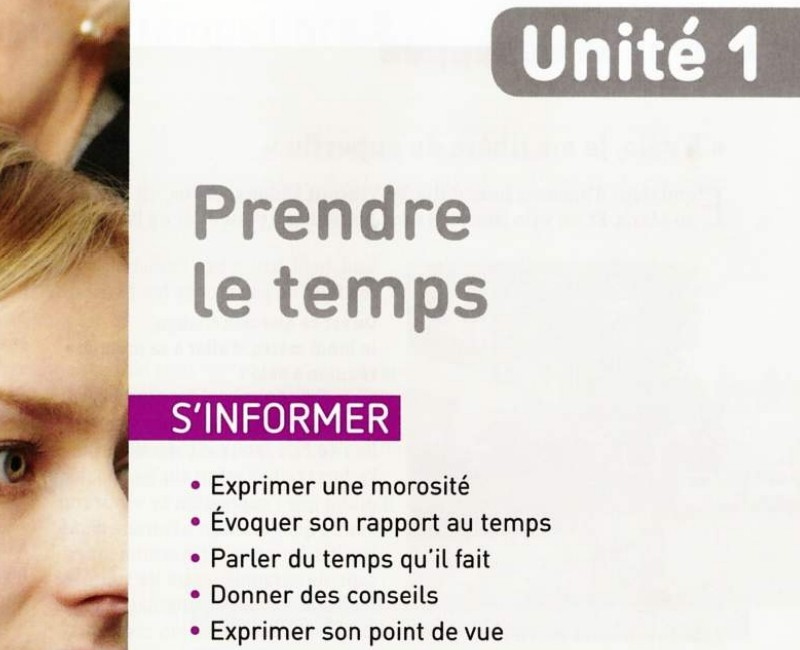 Unité 1
Prendre
le temps
S'INFORMER
• Exprimer une morosité
• Évoquer son rapport au temps
• Parler du temps qu'il fait
• Donner des conseils
• Exprimer son point de vue